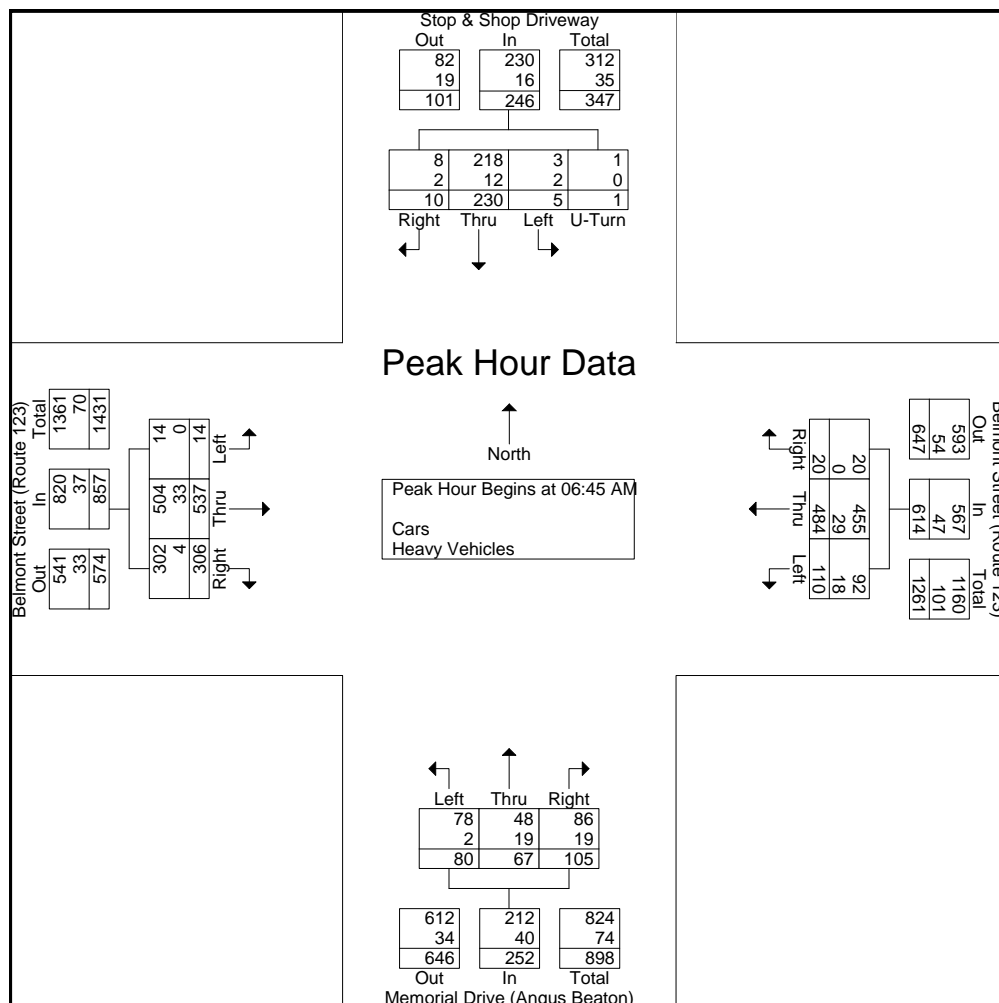 Stop & Shop Driveway
Out In Total
82 230 312
19 16 35
101 246 347
8 218 3 1
2 12 2 0
10 230 5 1
Right Thru Left U-Turn
Peak Hour Data
North
Peak Hour Begins at 06:45 AM
Cars
Heavy Vehicles
Belmont Street (Route 123)
Out In Total
541 820 1361
33 37 70
574 857 1431
Right Thru Left
302 504 14
4 33 0
306 537 14
Belmont Street (Route 123)
Out In Total
593 567 1160
54 47 101
647 614 1261
20 455 92
0 29 18
20 484 110
Right Thru Left
Left Thru Right
78 48 86
2 19 19
80 67 105
612 212 824
34 40 74
646 252 898
Out In Total
Memorial Drive (Angus Beaton)